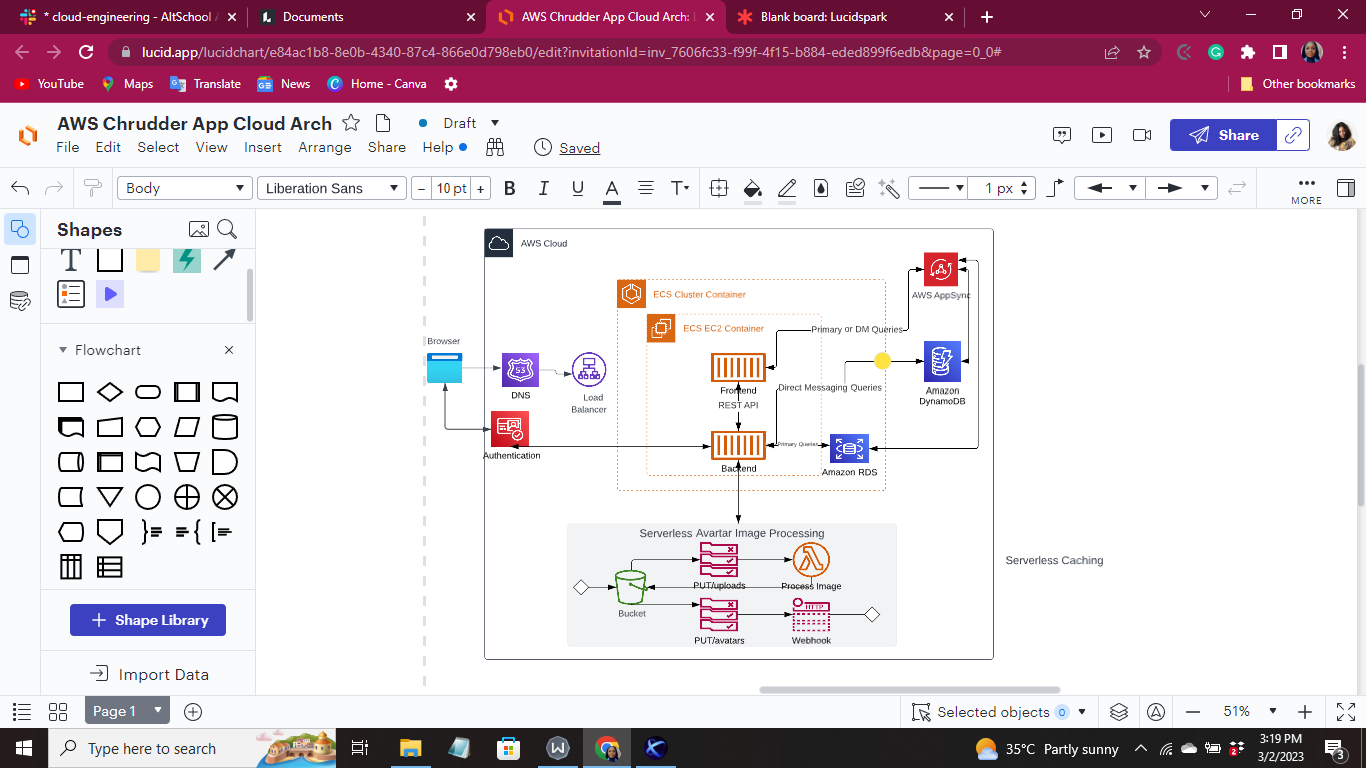 * cloud-engineering - AltSchool A
Documents
AWS Chrudder App Cloud Arch: L
Blank board: Lucidspark
lucid.app/lucidchart/e84ac1b8-8e0b-4340-87c4-866e0d798eb0/edit?invitationId=inv_7606fc33-f99f-4f15-b884-eded899f6edb&page=0_0#
YouTube
Maps
Translate
News
Home - Canva
Other bookmarks
AWS Chrudder App Cloud Arch
Draft
File Edit Select View Insert Arrange Share Help
Saved
Share
Body
Liberation Sans
- 10 pt +
B I U A T
1 px
MORE
Shapes
T
Flowchart
+ Shape Library
Import Data
AWS Cloud
ECS Cluster Container
ECS EC2 Container
AWS AppSync
Primary or DM Queries
Browser
53
DNS
Load
Balancer
Frontend
REST API
Direct Messaging Queries
Amazon
DynamoDB
Authentication
Backend
Primary Queries
Amazon RDS
Serverless Avartar Image Processing
PUT/uploads
Process Image
Bucket
HTTP
PUT/avatars
Webhook
Serverless Caching
Page 1
Selected objects 0
51%
Type here to search
35°C Partly sunny
3:19 PM
3/2/2023
3